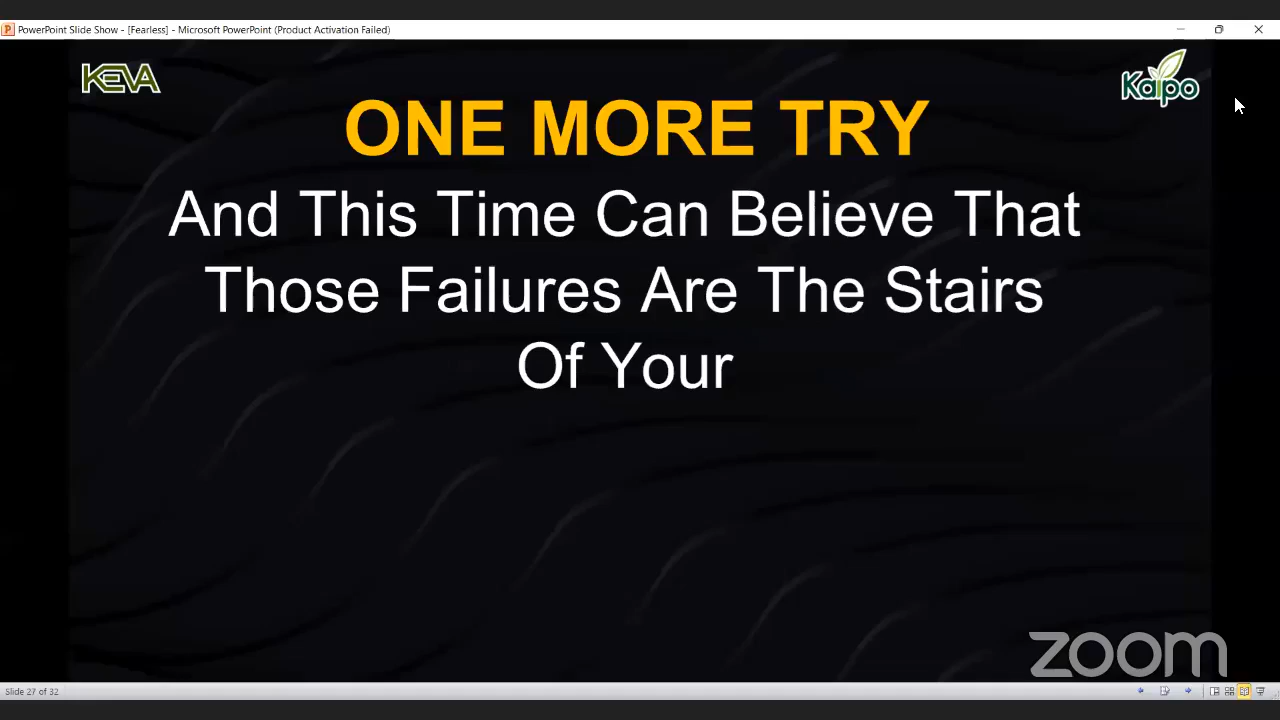 PowerPoint Slide Show - [Fearless] - Microsoft PowerPoint (Product Activation Failed)
KEVA
Kaipo
ONE MORE TRY
And This Time Can Believe That
Those Failures Are The Stairs
Of Your
zoom
Slide 27 of 32